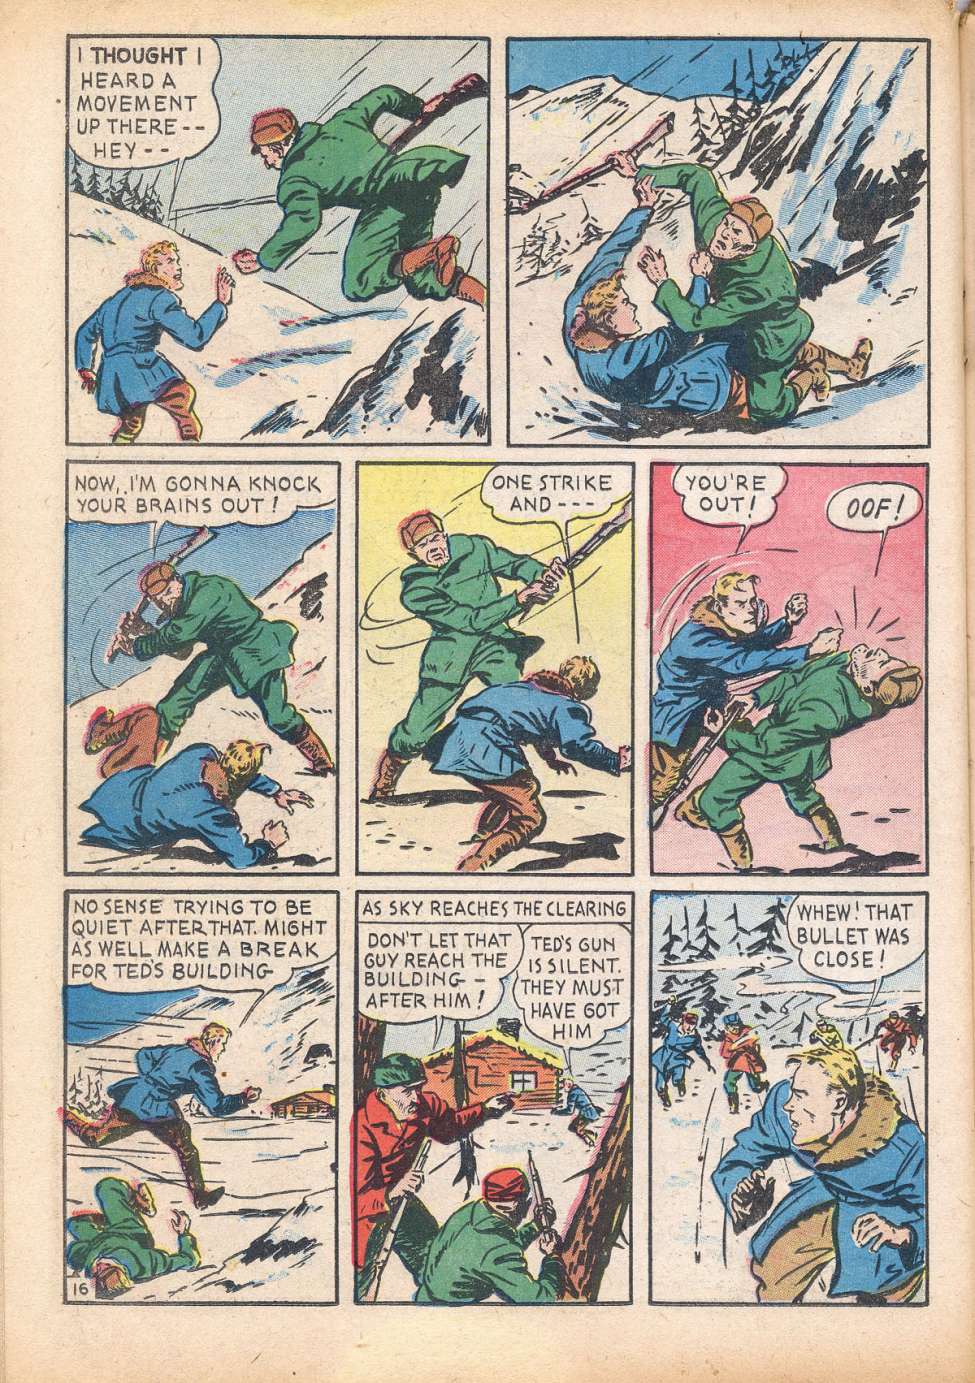 I THOUGHT I
HEARD A
MOVEMENT
UP THERE --
HEY --
NOW, I'M GONNA KNOCK
YOUR BRAINS OUT!
ONE STRIKE
AND ---
YOU'RE
OUT!
OOF!
NO SENSE TRYING TO BE
QUIET AFTER THAT. MIGHT
AS WELL MAKE A BREAK
FOR TED'S BUILDING
AS SKY REACHES THE CLEARING
DON'T LET THAT
GUY REACH THE
BUILDING --
AFTER HIM!
TED'S GUN
IS SILENT.
THEY MUST
HAVE GOT
HIM
WHEW! THAT
BULLET WAS
CLOSE!
16